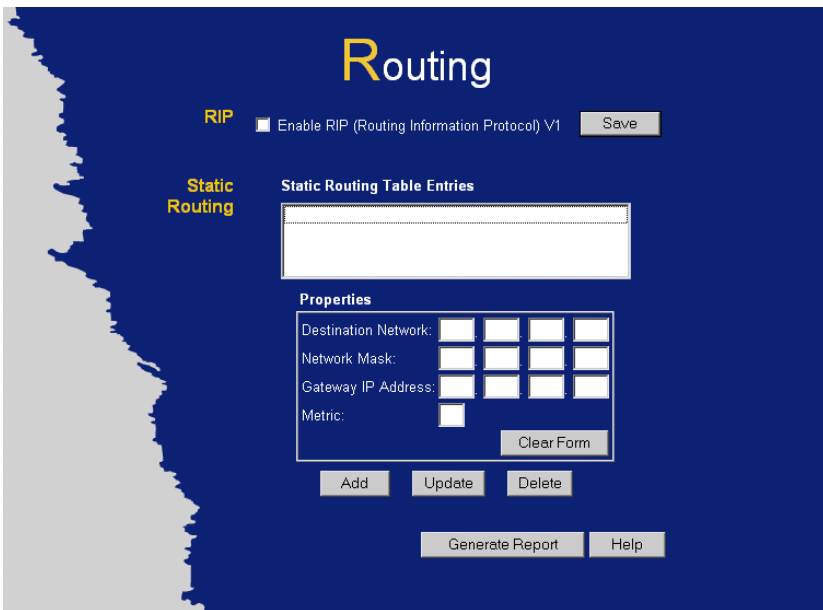 Routing
RIP
Enable RIP (Routing Information Protocol) V1
Save
Static
Routing
Static Routing Table Entries
Properties
Destination Network: . . .
Network Mask: . . .
Gateway IP Address: . . .
Metric:
Clear Form
Add Update Delete
Generate Report Help